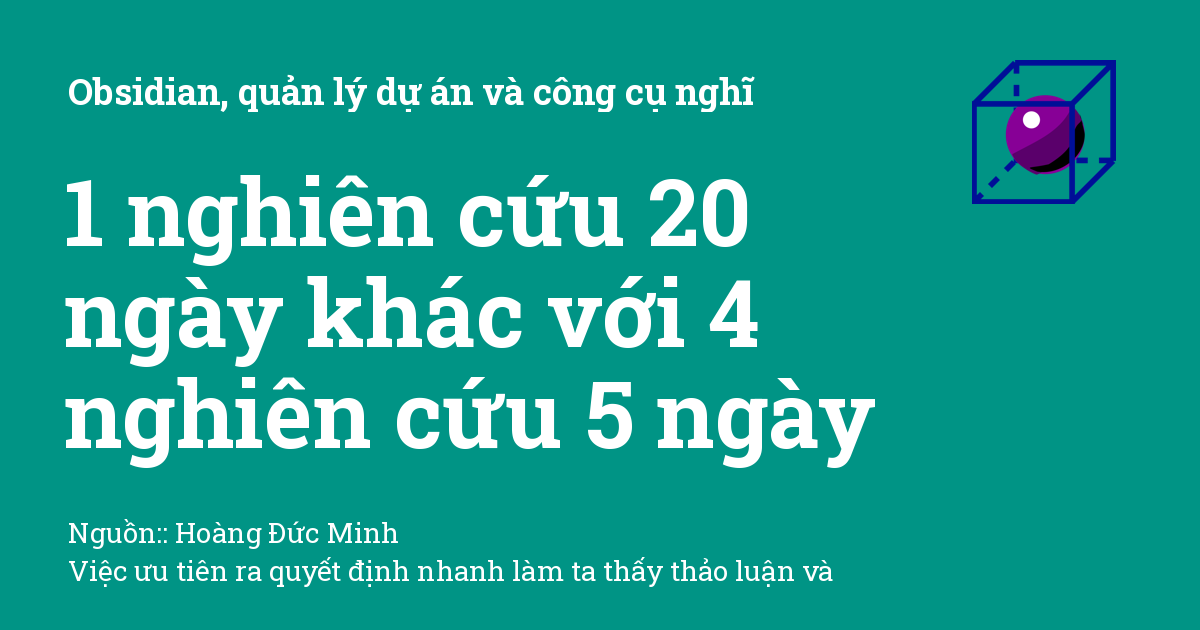 Obsidian, quản lý dự án và công cụ nghĩ
1 nghiên cứu 20
ngày khác với 4
nghiên cứu 5 ngày
Nguồn:: Hoàng Đức Minh
Việc ưu tiên ra quyết định nhanh làm ta thấy thảo luận và